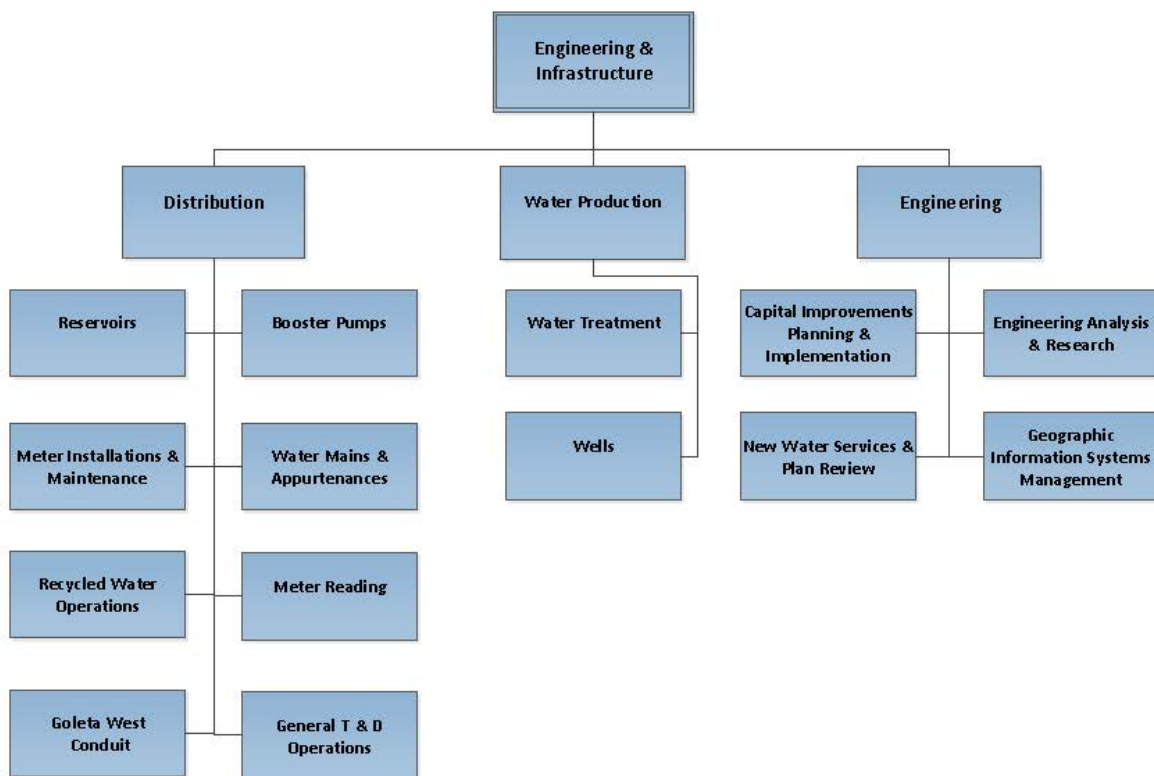 Engineering &
Infrastructure
Distribution
Water Production
Engineering
Reservoirs
Booster Pumps
Water Treatment
Capital Improvements
Planning &
Implementation
Engineering Analysis
& Research
Meter Installations &
Maintenance
Water Mains &
Appurtenances
Wells
New Water Services &
Plan Review
Geographic
Information Systems
Management
Recycled Water
Operations
Meter Reading
Goleta West
Conduit
General T & D
Operations